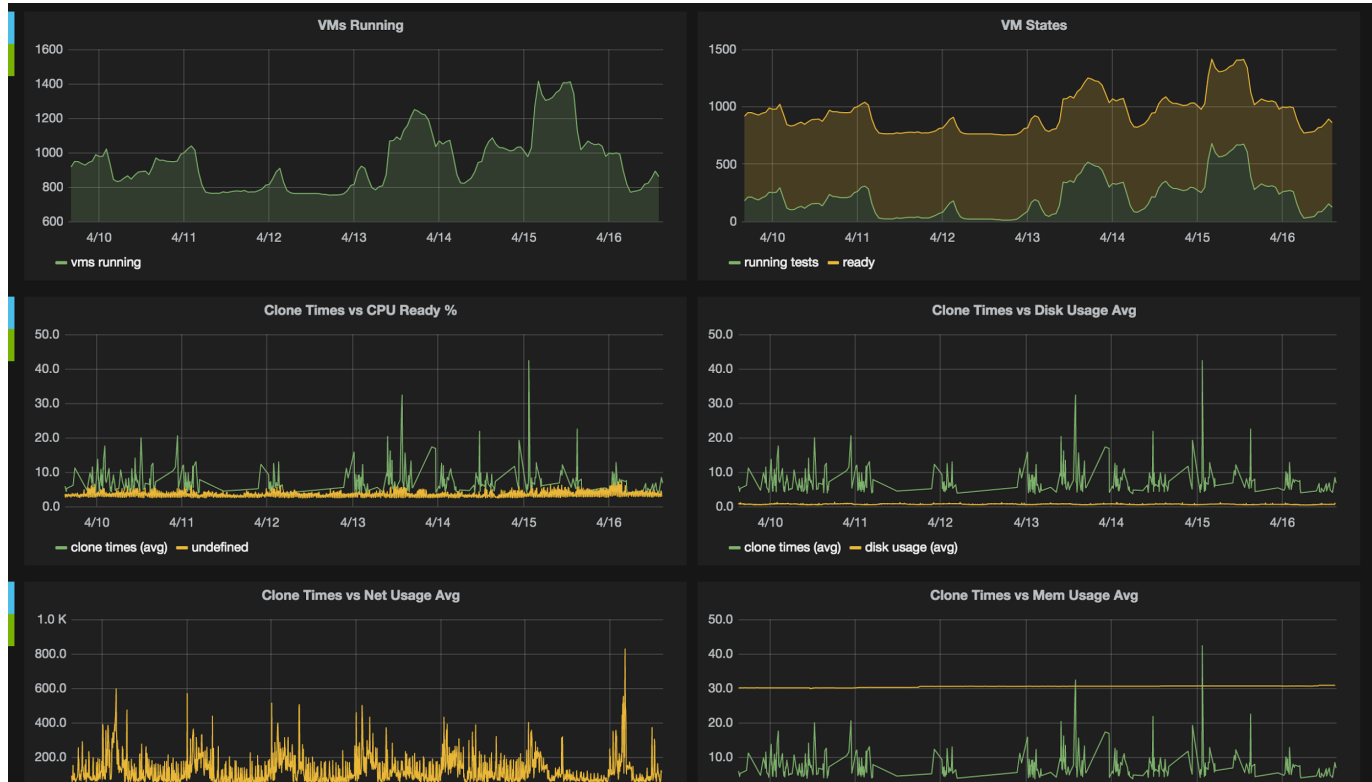 VMs Running
1600
1400
1200
1000
800
600
4/10 4/11 4/12 4/13 4/14 4/15 4/16
vms running
VM States
1500
1000
500
0
4/10 4/11 4/12 4/13 4/14 4/15 4/16
running tests ready
Clone Times vs CPU Ready %
50.0
40.0
30.0
20.0
10.0
0.0
4/10 4/11 4/12 4/13 4/14 4/15 4/16
clone times (avg) undefined
Clone Times vs Disk Usage Avg
50.0
40.0
30.0
20.0
10.0
0.0
4/10 4/11 4/12 4/13 4/14 4/15 4/16
clone times (avg) disk usage (avg)
Clone Times vs Net Usage Avg
1.0 K
800.0
600.0
400.0
200.0
Clone Times vs Mem Usage Avg
50.0
40.0
30.0
20.0
10.0